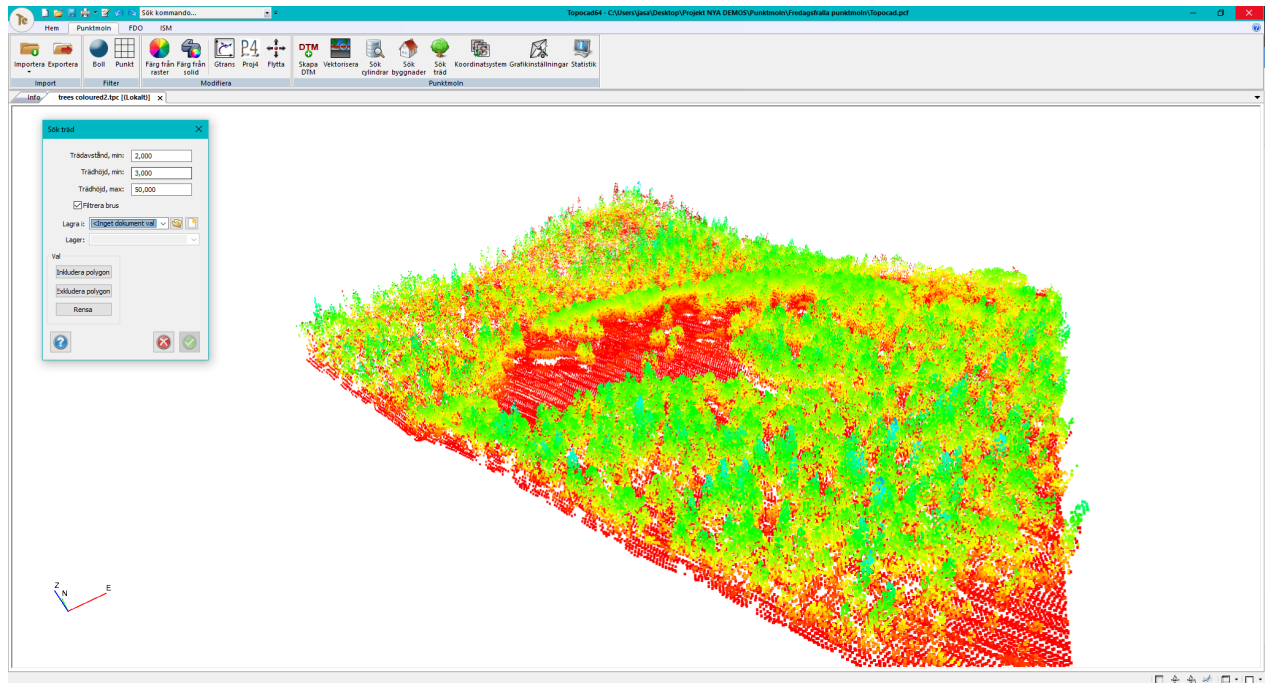 Sök kommando...
Topocad64 - C:\Users\jasa\Desktop\Projekt NYA DEMOS\Punktmoln\Fredagsfralla punktmoln\Topocad.pcf
Tc
Hem Punktmoln FDO ISM
Importera Exportera Boll Punkt Färg från raster Färg från solid Gtrans Proj4 Flytta Skapa DTM Vektorisera Sök cylindrar Sök byggnader Sök träd Koordinatsystem Grafikinställningar Statistik
Import Filter Modifiera Punktmoln
info trees coloured2.tpc [(Lokalt)] x
Sök träd
Trädavstånd, min: 2,000
Trädhöjd, min: 3,000
Trädhöjd, max: 50,000
Filtrera brus
Lagra i: <Inget dokument val
Lager:
Val
Inkludera polygon
Exkludera polygon
Rensa
Z
N
E